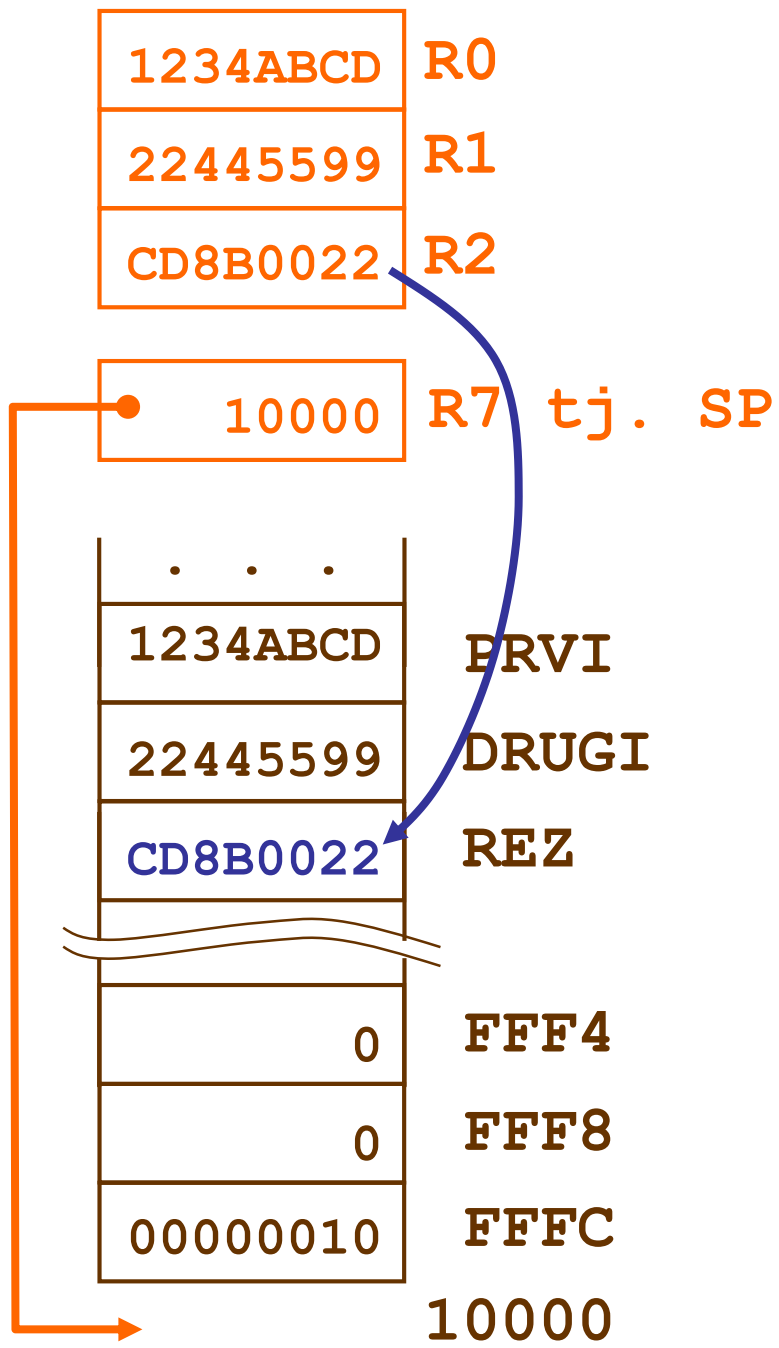 1234ABCD R0
22445599 R1
CD8B0022 R2
10000 R7 tj. SP
. . .
1234ABCD PRVI
22445599 DRUGI
CD8B0022 REZ
0 FFF4
0 FFF8
00000010 FFFC
10000